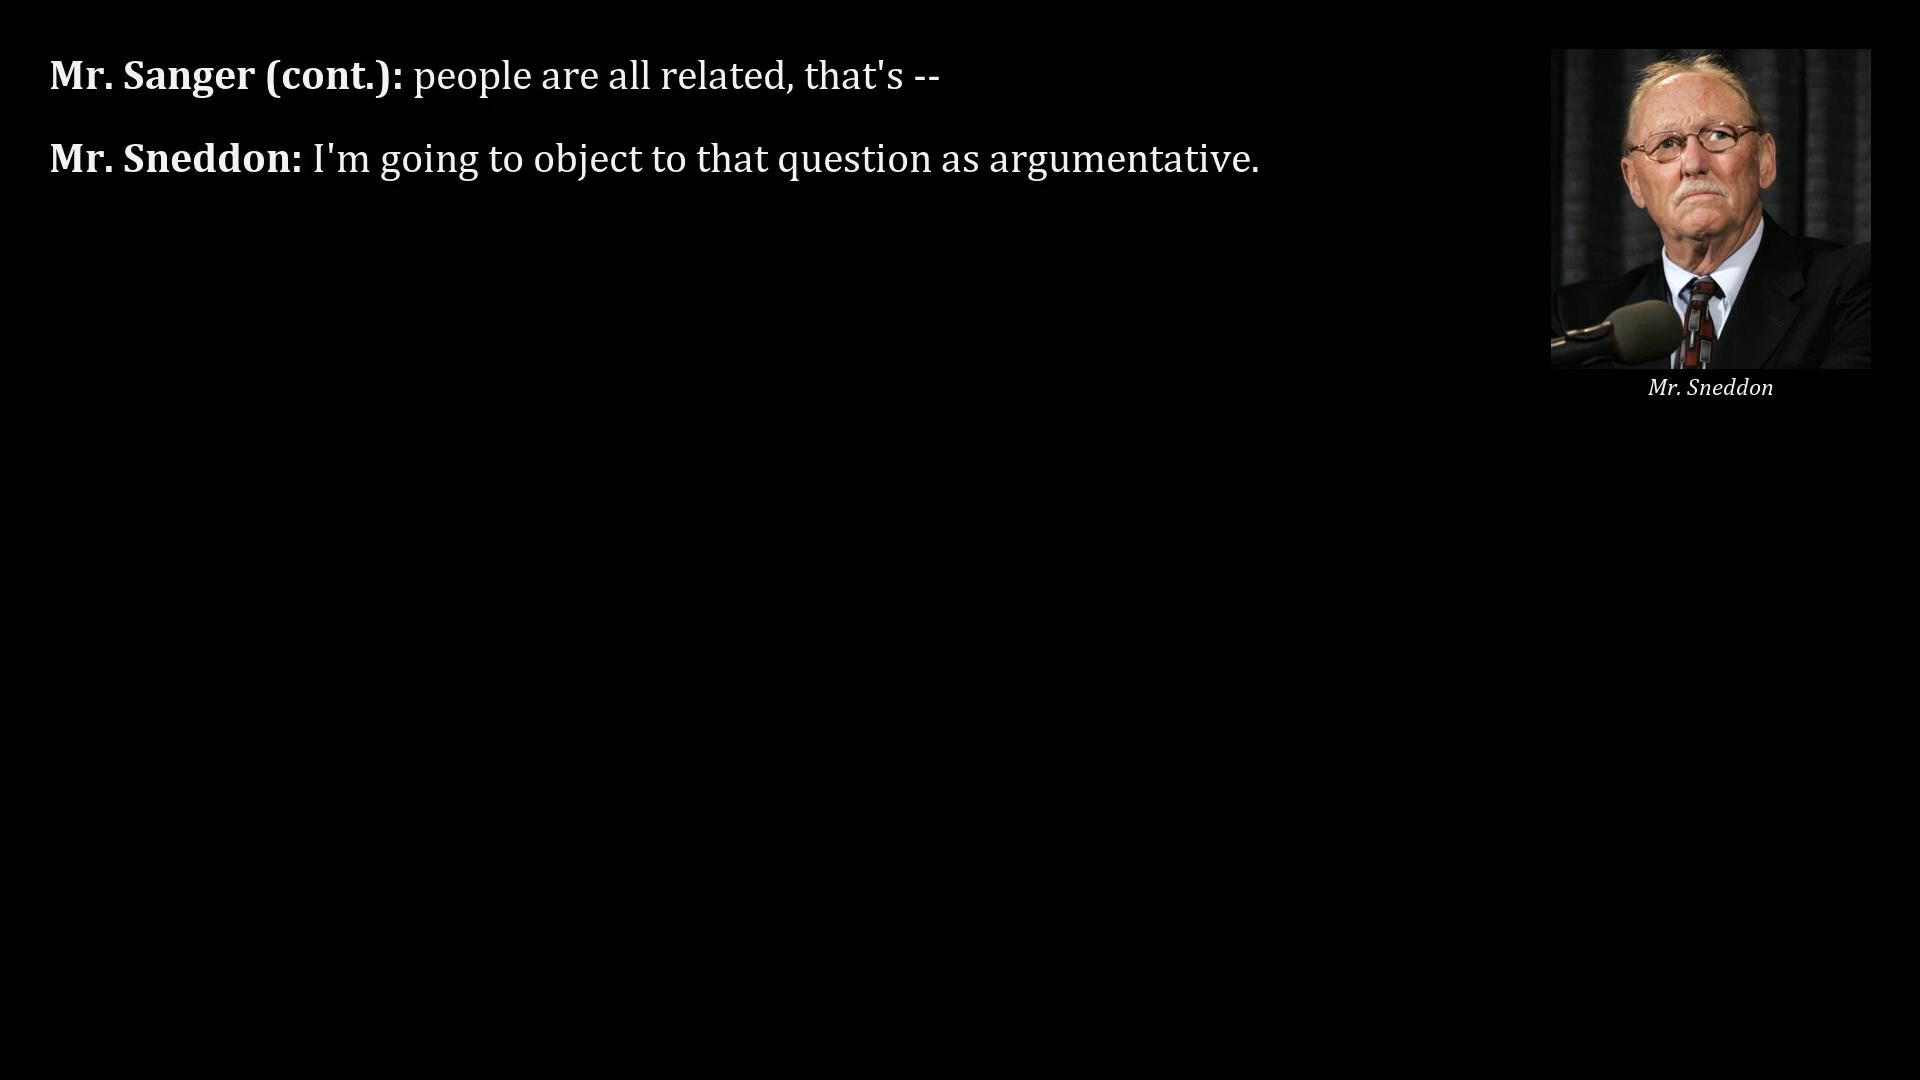 Mr. Sanger (cont.): people are all related, that's --
Mr. Sneddon: I'm going to object to that question as argumentative.
Mr. Sneddon